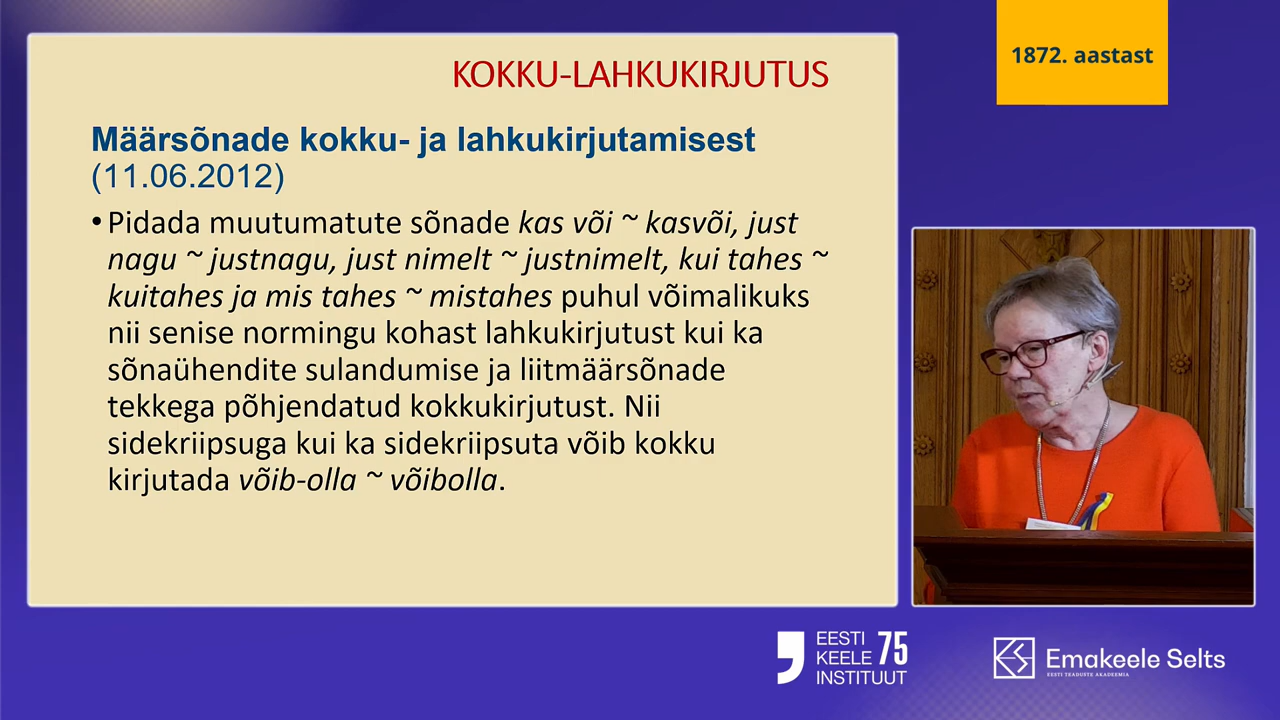 KOKKU-LAHKUKIRJUTUS
Määrsõnade kokku- ja lahkukirjutamisest
(11.06.2012)
• Pidada muutumatute sõnade kas või ~ kasvõi, just
nagu ~ justnagu, just nimelt ~ justnimelt, kui tahes ~
kuitahes ja mis tahes ~ mistahes puhul võimalikuks
nii senise normingu kohast lahkukirjutust kui ka
sõnaühendite sulandumise ja liitmäärsõnade
tekkega põhjendatud kokkukirjutust. Nii
sidekriipsuga kui ka sidekriipsuta võib kokku
kirjutada võib-olla ~ võibolla.
1872. aastast
EESTI
KEELE 75
INSTITUUT
Emakeele Selts
EESTI TEADUSTE AKADEEMIA